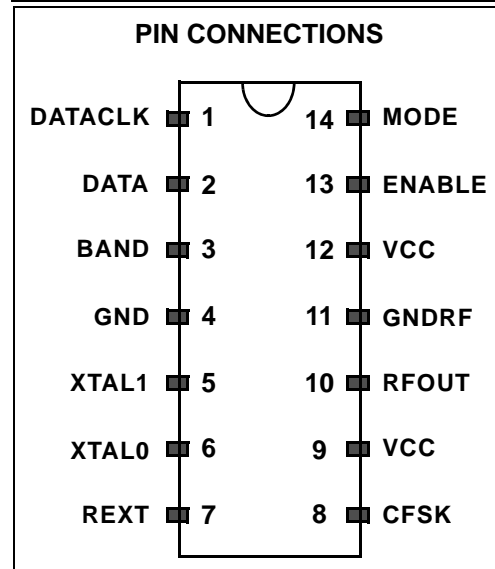 PIN CONNECTIONS
DATACLK 1 14 MODE
DATA 2 13 ENABLE
BAND 3 12 VCC
GND 4 11 GNDRF
XTAL1 5 10 RFOUT
XTAL0 6 9 VCC
REXT 7 8 CFSK